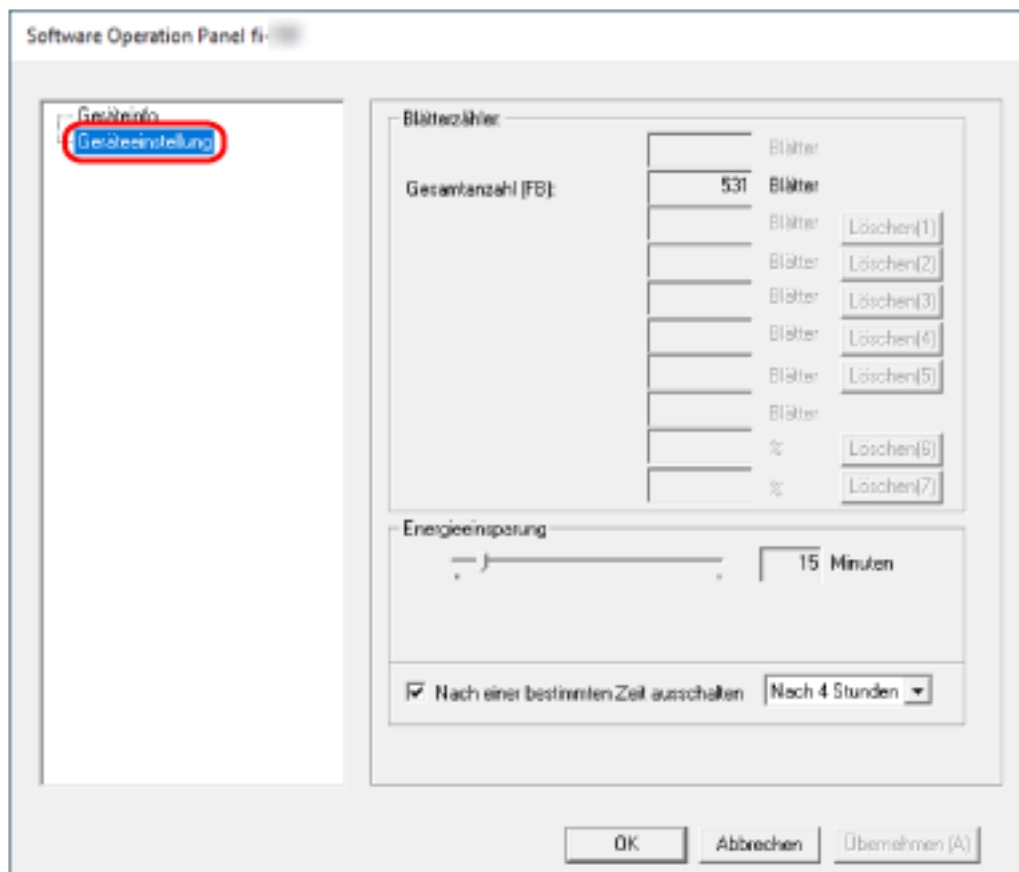 Software Operation Panel fi-
Geräteinfo
Geräteeinstellung
Blätterzähler
Blätter
Gesamtanzahl (FB): 531 Blätter
Blätter Löschen(1)
Blätter Löschen(2)
Blätter Löschen(3)
Blätter Löschen(4)
Blätter Löschen(5)
Blätter
% Löschen(6)
% Löschen(7)
Energieeinsparung
15 Minuten
Nach einer bestimmten Zeit ausschalten Nach 4 Stunden
OK Abbrechen Übernehmen (A)